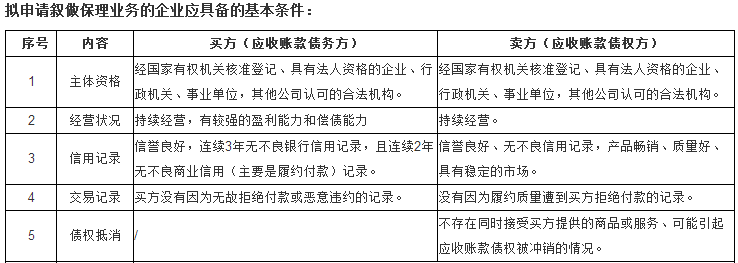 拟申请叙做保理业务的企业应具备的基本条件：
序号 内容 买方（应收账款债务方） 卖方（应收账款债权方）
1 主体资格 经国家有权机关核准登记、具有法人资格的企业、行政机关、事业单位，其他公司认可的合法机构。 经国家有权机关核准登记、具有法人资格的企业、行政机关、事业单位，其他公司认可的合法机构。
2 经营状况 持续经营，有较强的盈利能力和偿债能力 持续经营。
3 信用记录 信誉良好，连续3年无不良银行信用记录，且连续2年无不良商业信用（主要是履约付款）记录。 信誉良好、无不良信用记录，产品畅销、质量好、具有稳定的市场。
4 交易记录 买方没有因为无故拒绝付款或恶意违约的记录。 没有因为履约质量遭到买方拒绝付款的记录。
5 债权抵消 / 不存在同时接受买方提供的商品或服务、可能引起应收账款债权被冲销的情况。